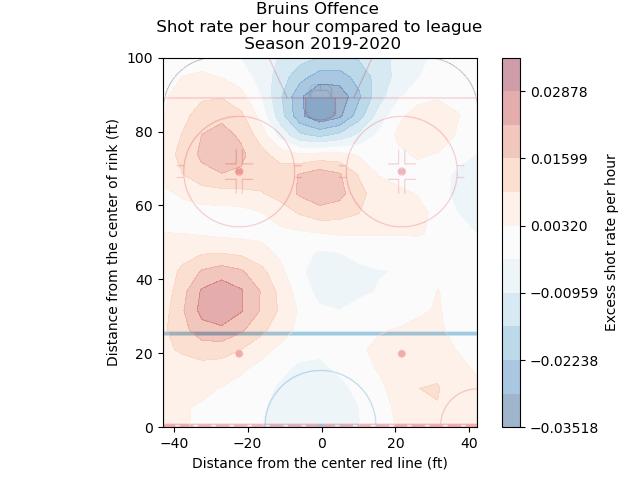 Bruins Offence
Shot rate per hour compared to league
Season 2019-2020
100
80
60
40
20
0
−40
−20
0
20
40
Distance from the center of rink (ft)
Distance from the center red line (ft)
0.02878
0.01599
0.00320
−0.00959
−0.02238
−0.03518
Excess shot rate per hour